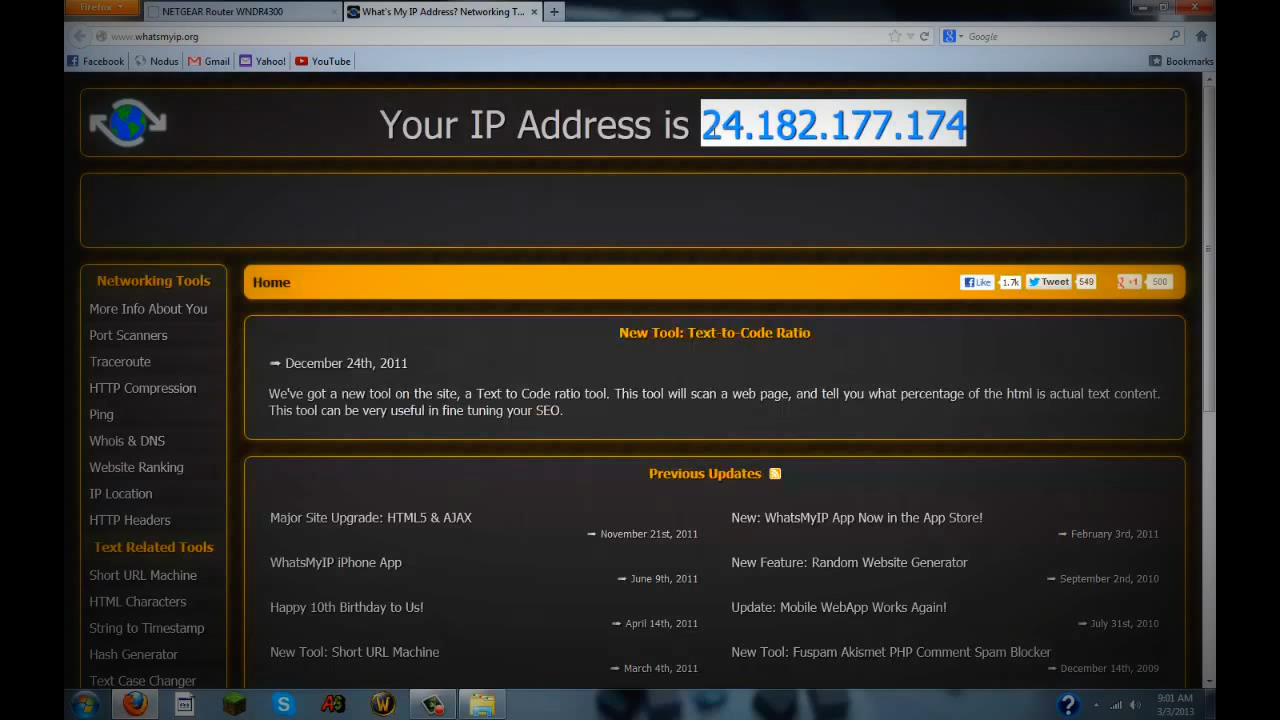 Firefox
NETGEAR Router WNDR4300
What's My IP Address? Networking T...
www.whatsmyip.org
Google
Facebook
Nodus
Gmail
Yahoo!
YouTube
Bookmarks
Your IP Address is 24.182.177.174
Networking Tools
More Info About You
Port Scanners
Traceroute
HTTP Compression
Ping
Whois & DNS
Website Ranking
IP Location
HTTP Headers
Text Related Tools
Short URL Machine
HTML Characters
String to Timestamp
Hash Generator
Text Case Changer
Home
Like 1.7k Tweet 549 +1 500
New Tool: Text-to-Code Ratio
December 24th, 2011
We've got a new tool on the site, a Text to Code ratio tool. This tool will scan a web page, and tell you what percentage of the html is actual text content.
This tool can be very useful in fine tuning your SEO.
Previous Updates
Major Site Upgrade: HTML5 & AJAX
November 21st, 2011
New: WhatsMyIP App Now in the App Store!
February 3rd, 2011
WhatsMyIP iPhone App
June 9th, 2011
New Feature: Random Website Generator
September 2nd, 2010
Happy 10th Birthday to Us!
April 14th, 2011
Update: Mobile WebApp Works Again!
July 31st, 2010
New Tool: Short URL Machine
March 4th, 2011
New Tool: Fuspam Akismet PHP Comment Spam Blocker
December 14th, 2009
9:01 AM
3/3/2013